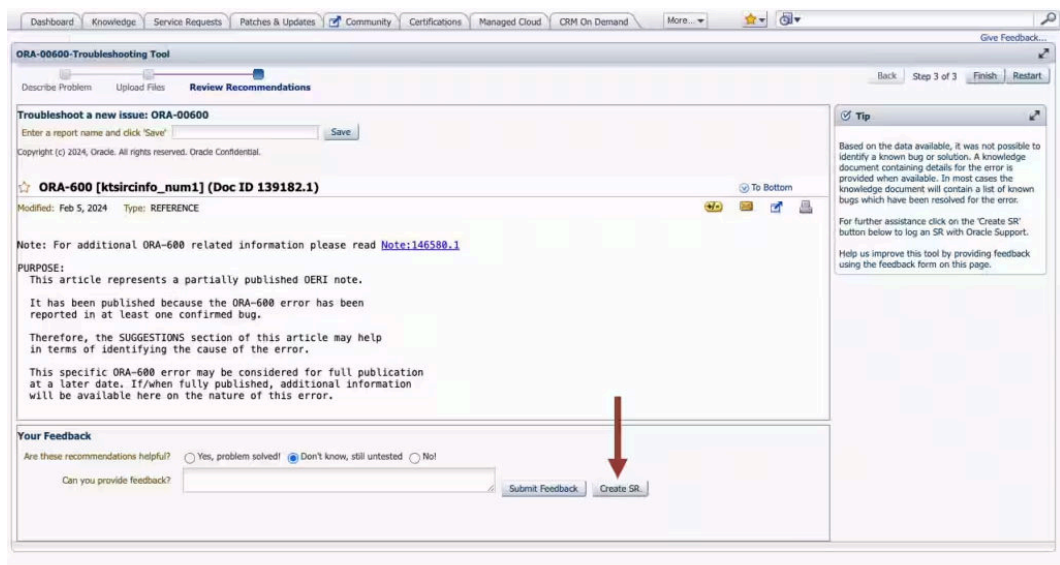 Dashboard Knowledge Service Requests Patches & Updates Community Certifications Managed Cloud CRM On Demand More...
Give Feedback...
ORA-00600-Troubleshooting Tool
Describe Problem Upload Files Review Recommendations
Back Step 3 of 3 Finish Restart
Troubleshoot a new issue: ORA-00600
Enter a report name and click 'Save' Save
Copyright (c) 2024, Oracle. All rights reserved. Oracle Confidential.
ORA-600 [ktsircinfo_num1] (Doc ID 139182.1)
To Bottom
Modified: Feb 5, 2024 Type: REFERENCE
Note: For additional ORA-600 related information please read Note:146580.1
PURPOSE:
This article represents a partially published OERI note.
It has been published because the ORA-600 error has been
reported in at least one confirmed bug.
Therefore, the SUGGESTIONS section of this article may help
in terms of identifying the cause of the error.
This specific ORA-600 error may be considered for full publication
at a later date. If/when fully published, additional information
will be available here on the nature of this error.
Tip
Based on the data available, it was not possible to
identify a known bug or solution. A knowledge
document containing details for the error is
provided when available. In most cases the
knowledge document will contain a list of known
bugs which have been resolved for the error.
For further assistance click on the 'Create SR'
button below to log an SR with Oracle Support.
Help us improve this tool by providing feedback
using the feedback form on this page.
Your Feedback
Are these recommendations helpful? Yes, problem solved! Don't know, still untested No!
Can you provide feedback?
Submit Feedback Create SR.